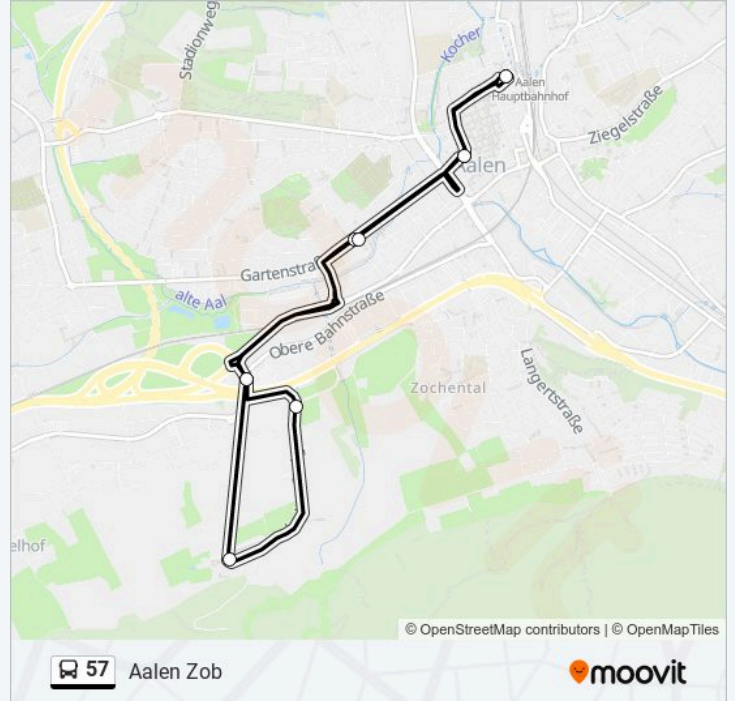 Stadionweg
Kocher
Aalen
Hauptbahnhof
Ziegelstraße
Aalen
Gartenstra
alte Aal
Obere Bahnstraße
Langertstraße
Zochental
elhof
© OpenStreetMap contributors | © OpenMapTiles
57 Aalen Zob
moovit